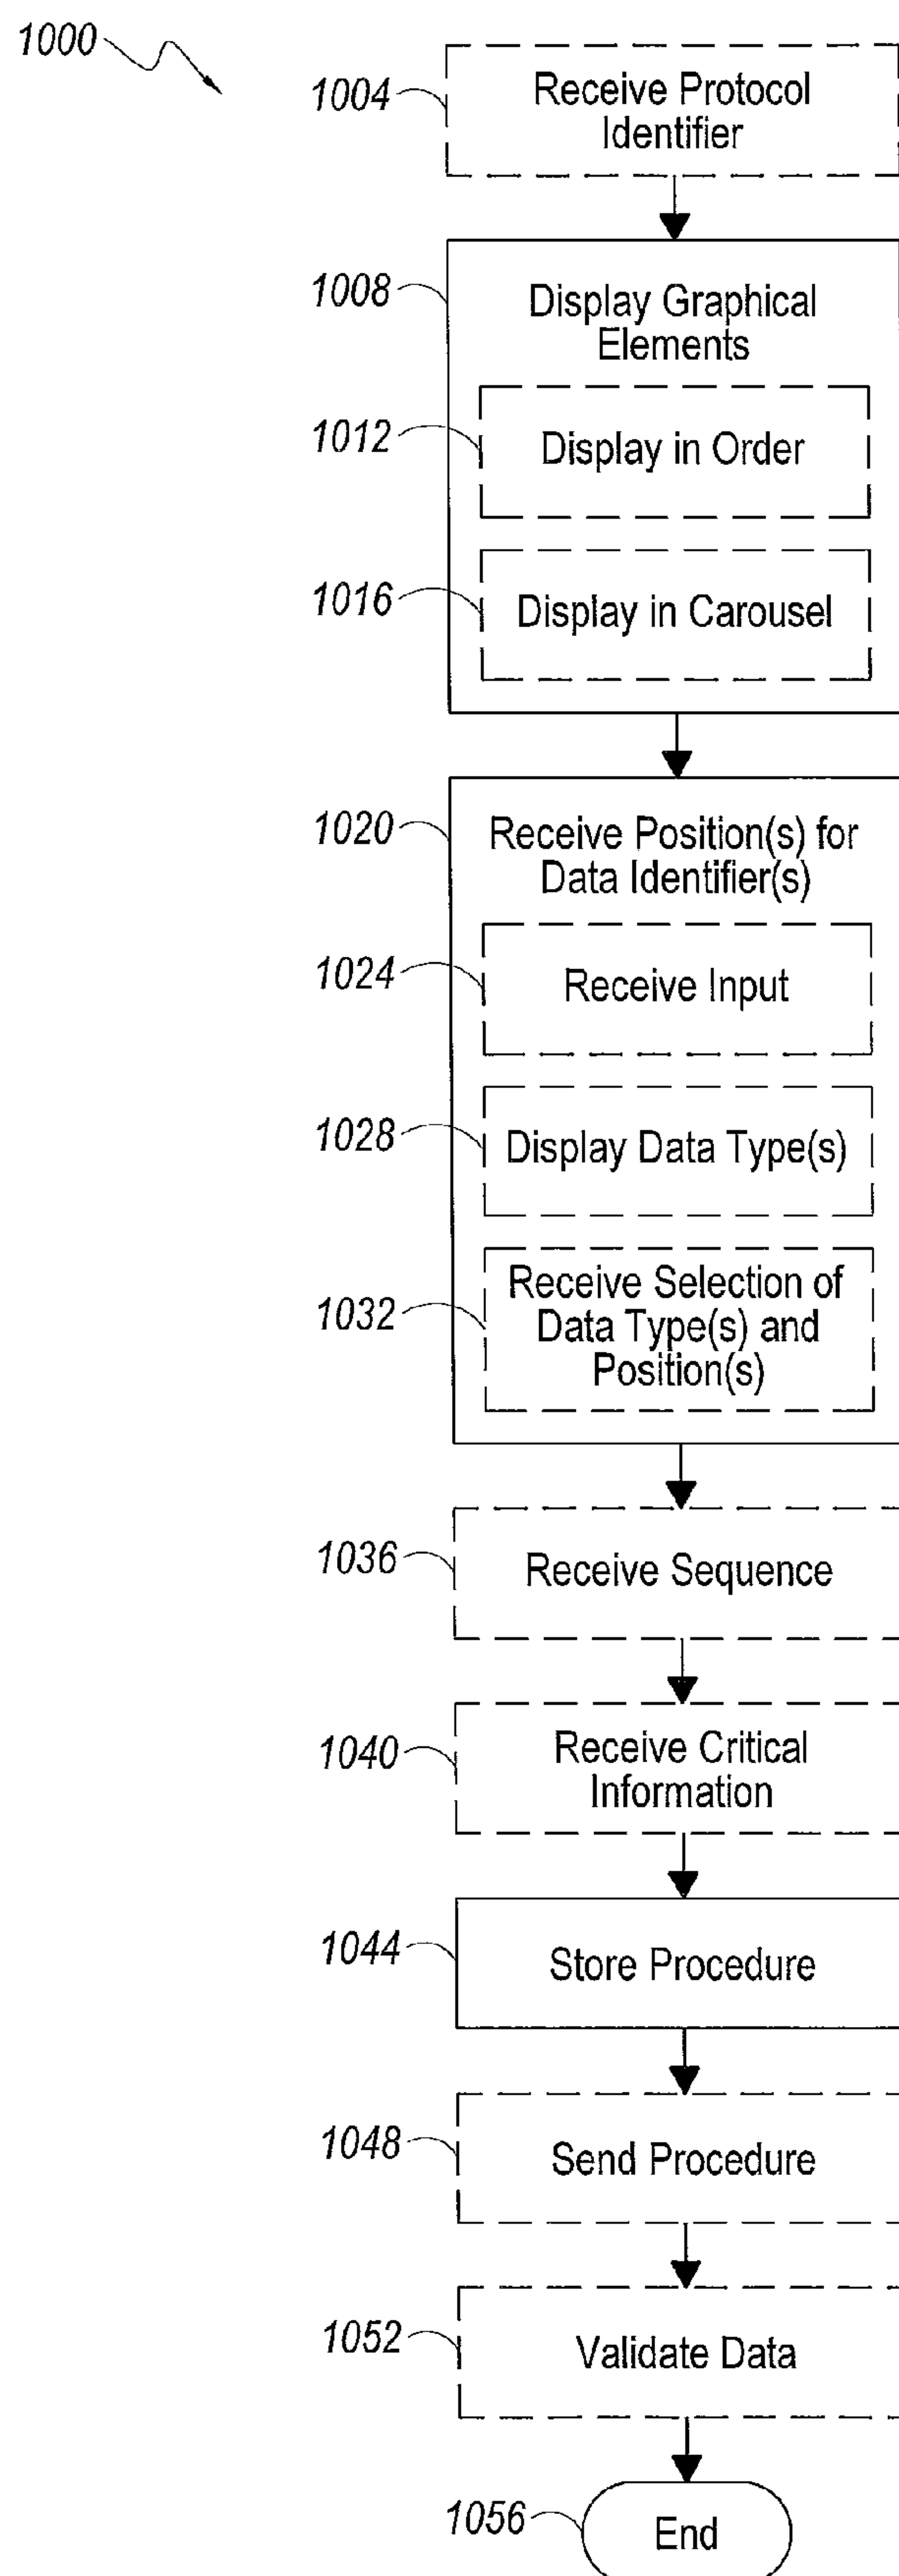 1000
1004
Receive Protocol
Identifier
1008
Display Graphical
Elements
1012
Display in Order
1016
Display in Carousel
1020
Receive Position(s) for
Data Identifier(s)
1024
Receive Input
1028
Display Data Type(s)
1032
Receive Selection of
Data Type(s) and
Position(s)
1036
Receive Sequence
1040
Receive Critical
Information
1044
Store Procedure
1048
Send Procedure
1052
Validate Data
1056
End